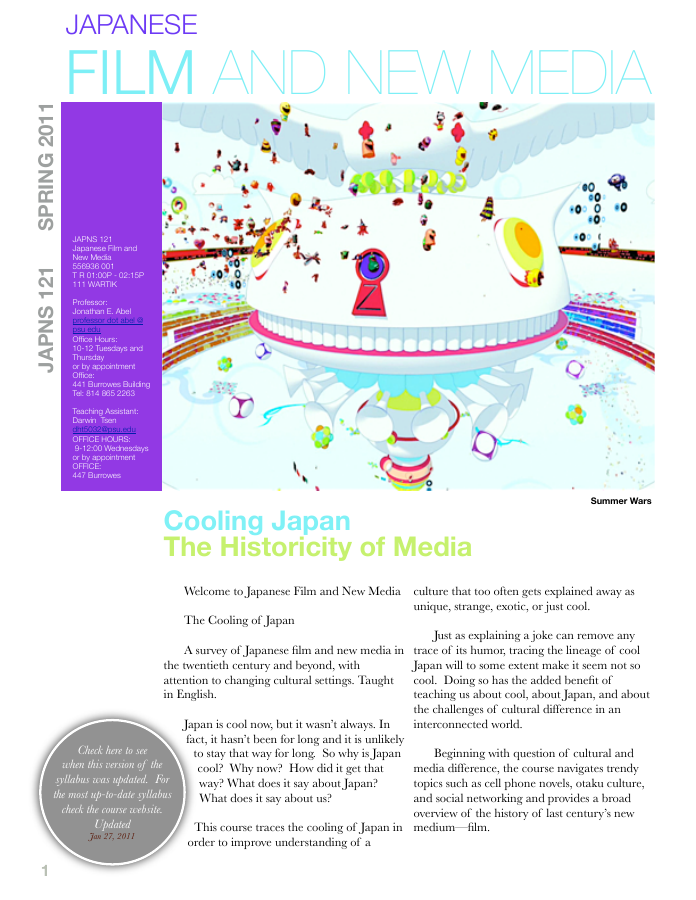 JAPANESE
FILM AND NEW MEDIA
JAPNS 121 SPRING 2011
JAPNS 121
Japanese Film and
New Media
556936 001
T R 01:00P - 02:15P
111 WARTIK
Professor:
Jonathan E. Abel
professor dot abel @
psu edu
Office Hours:
10-12 Tuesdays and
Thursday
or by appointment
Office:
441 Burrowes Building
Tel: 814 865 2263
Teaching Assistant:
Darwin Tsen
dht5032@psu.edu
OFFICE HOURS:
9-12:00 Wednesdays
or by appointment
OFFICE:
447 Burrowes
Summer Wars
Cooling Japan
The Historicity of Media
Welcome to Japanese Film and New Media
The Cooling of Japan
A survey of Japanese film and new media in
the twentieth century and beyond, with
attention to changing cultural settings. Taught
in English.
Japan is cool now, but it wasn't always. In
fact, it hasn't been for long and it is unlikely
to stay that way for long. So why is Japan
cool? Why now? How did it get that
way? What does it say about Japan?
What does it say about us?
This course traces the cooling of Japan in
order to improve understanding of a
culture that too often gets explained away as
unique, strange, exotic, or just cool.
Just as explaining a joke can remove any
trace of its humor, tracing the lineage of cool
Japan will to some extent make it seem not so
cool. Doing so has the added benefit of
teaching us about cool, about Japan, and about
the challenges of cultural difference in an
interconnected world.
Beginning with question of cultural and
media difference, the course navigates trendy
topics such as cell phone novels, otaku culture,
and social networking and provides a broad
overview of the history of last century's new
medium—film.
Check here to see
when this version of the
syllabus was updated. For
the most up-to-date syllabus
check the course website.
Updated
Jan 27, 2011
1